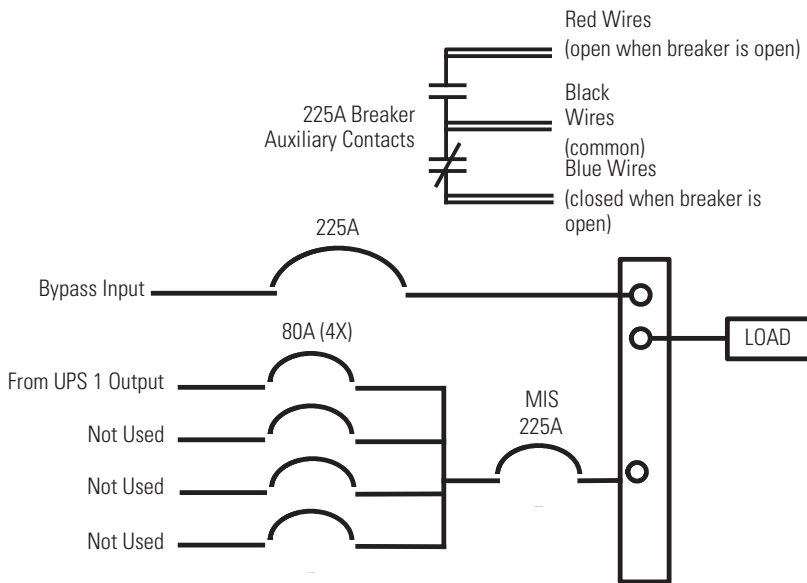 Red Wires
(open when breaker is open)
Black
Wires
(common)
225A Breaker
Auxiliary Contacts
Blue Wires
(closed when breaker is
open)
225A
Bypass Input
LOAD
80A (4X)
From UPS 1 Output
MIS
225A
Not Used
Not Used
Not Used